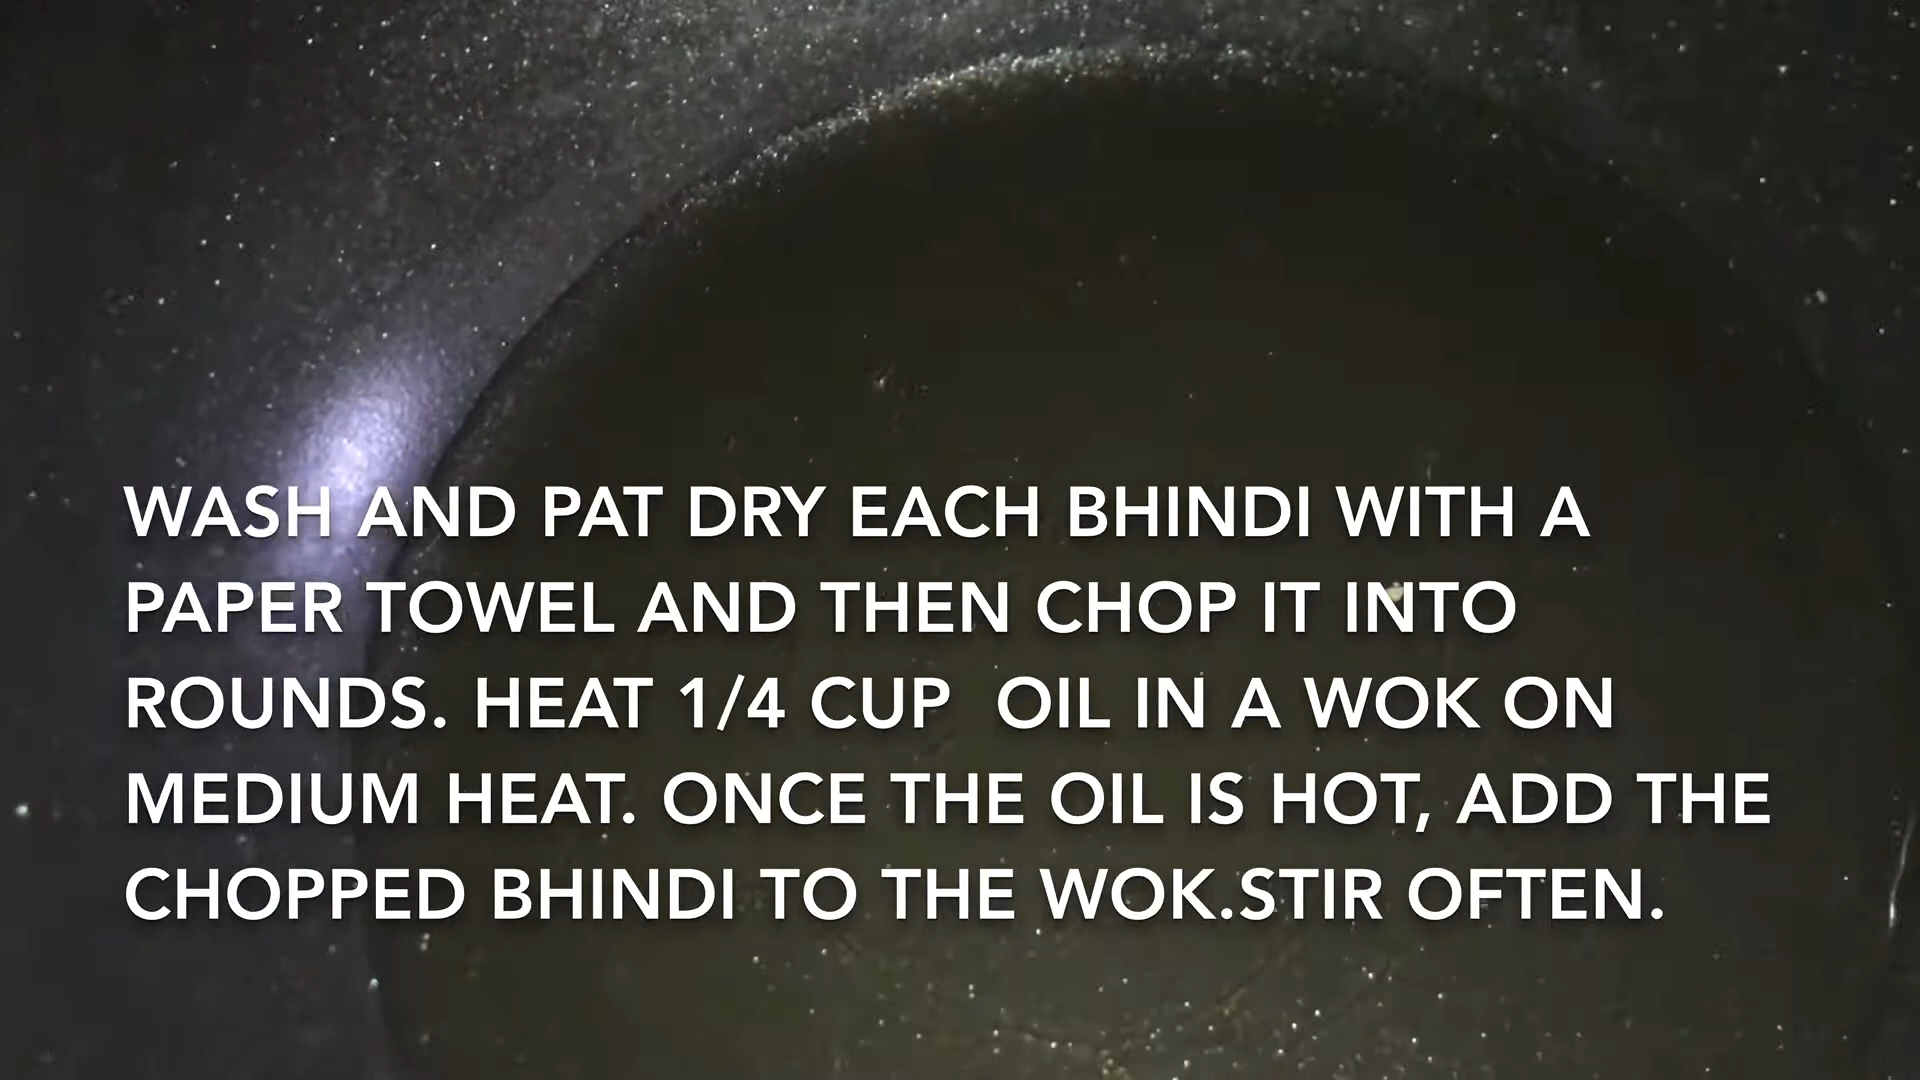 WASH AND PAT DRY EACH BHINDI WITH A
PAPER TOWEL AND THEN CHOP IT INTO
ROUNDS. HEAT 1/4 CUP  OIL IN A WOK ON
MEDIUM HEAT. ONCE THE OIL IS HOT, ADD THE
CHOPPED BHINDI TO THE WOK.STIR OFTEN.